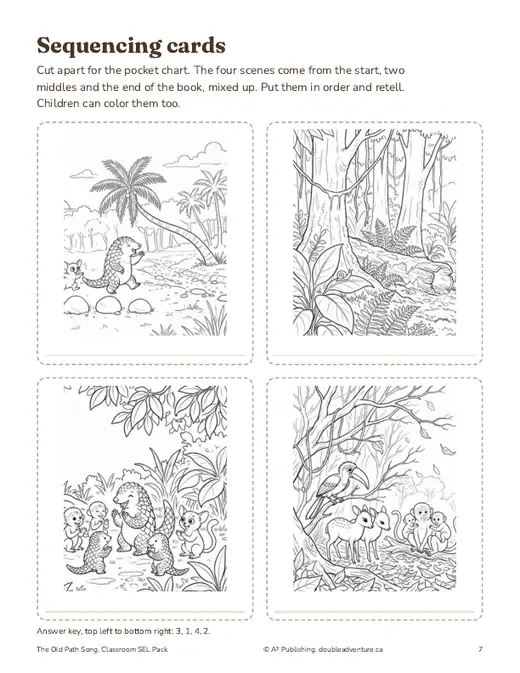 Sequencing cards
Cut apart for the pocket chart. The four scenes come from the start, two
middles and the end of the book, mixed up. Put them in order and retell.
Children can color them too.
Answer key, top left to bottom right: 3, 1, 4, 2.
The Old Path Song, Classroom SEL Pack
© A² Publishing, doubleadventure.ca
7